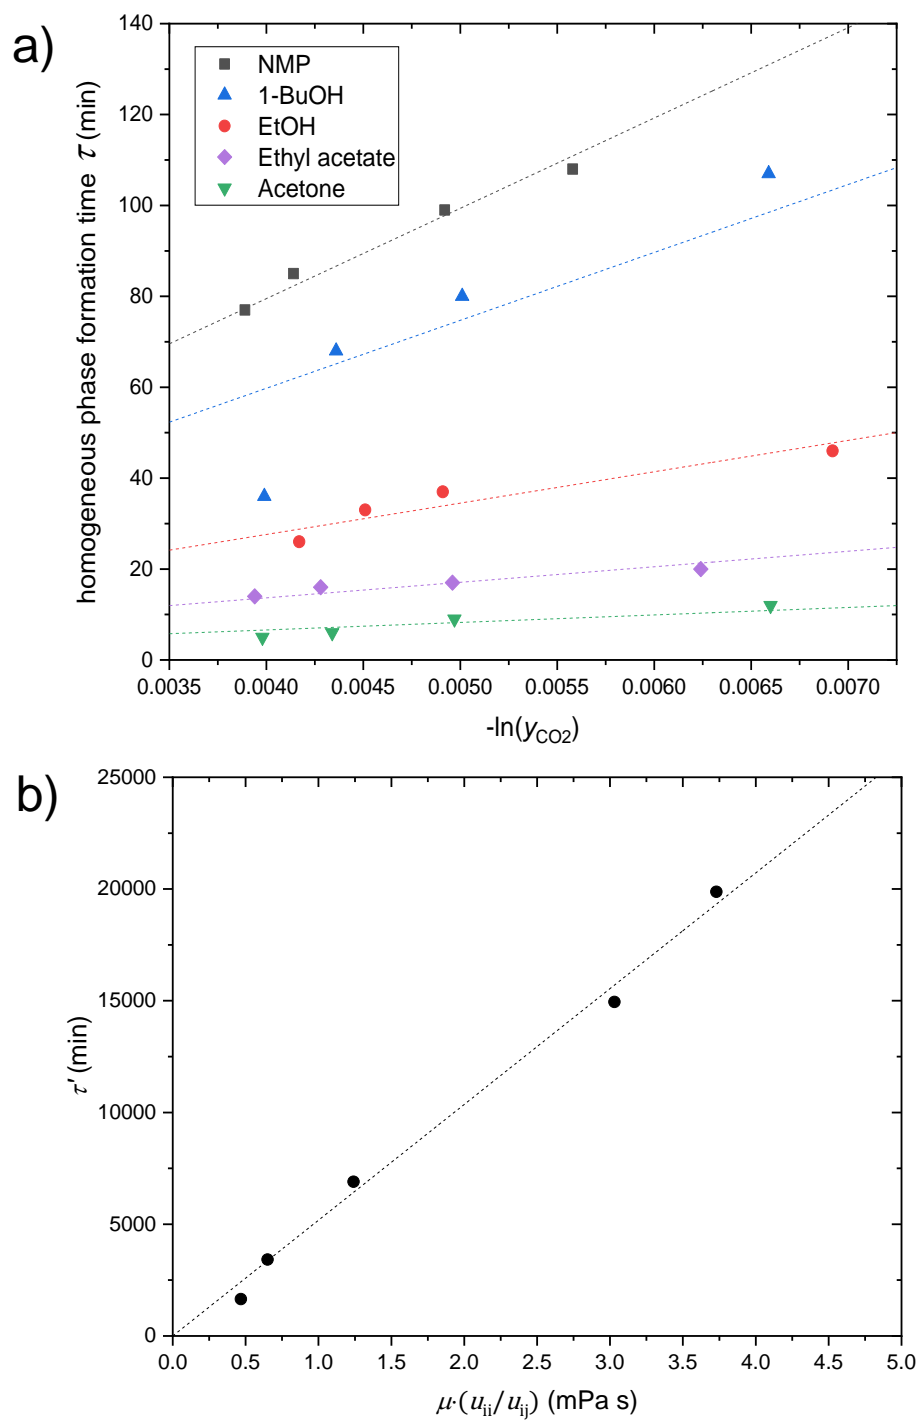 a)
140
120
100
80
60
40
20
0
homogeneous phase formation time τ (min)
NMP
1-BuOH
EtOH
Ethyl acetate
Acetone
0.0035 0.0040 0.0045 0.0050 0.0055 0.0060 0.0065 0.0070
-ln(yCO2)
b)
25000
20000
15000
10000
5000
0
τ′ (min)
0.0 0.5 1.0 1.5 2.0 2.5 3.0 3.5 4.0 4.5 5.0
μ·(uii/uij) (mPa s)